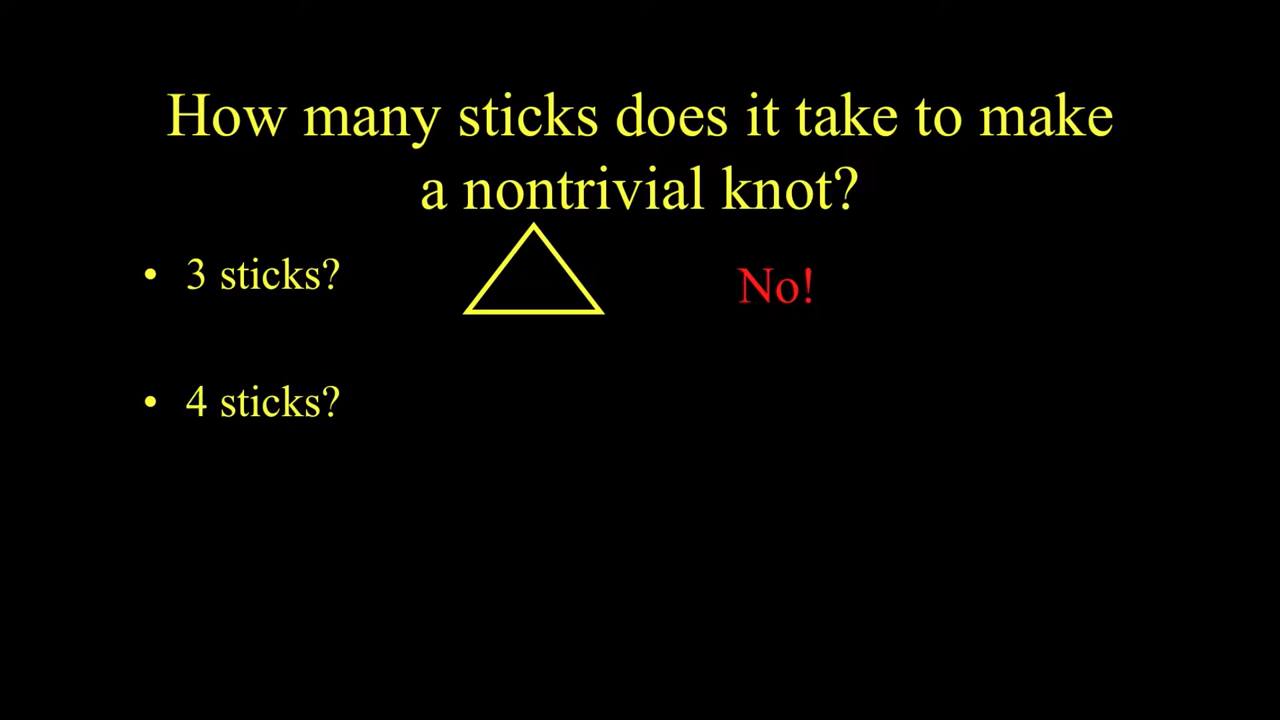 How many sticks does it take to make
a nontrivial knot?
• 3 sticks?
No!
• 4 sticks?